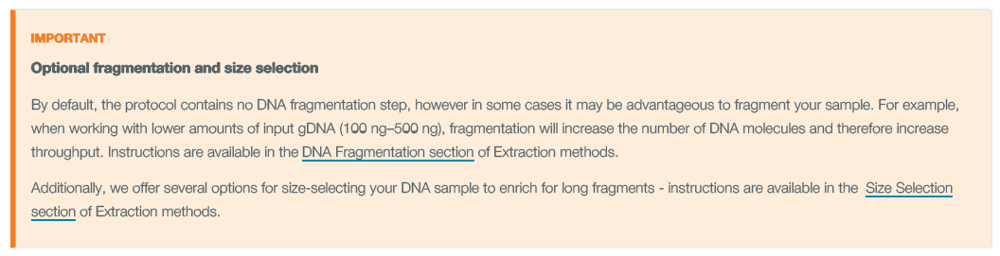 IMPORTANT
Optional fragmentation and size selection
By default, the protocol contains no DNA fragmentation step, however in some cases it may be advantageous to fragment your sample. For example,
when working with lower amounts of input gDNA (100 ng–500 ng), fragmentation will increase the number of DNA molecules and therefore increase
throughput. Instructions are available in the DNA Fragmentation section of Extraction methods.
Additionally, we offer several options for size-selecting your DNA sample to enrich for long fragments - instructions are available in the Size Selection
section of Extraction methods.